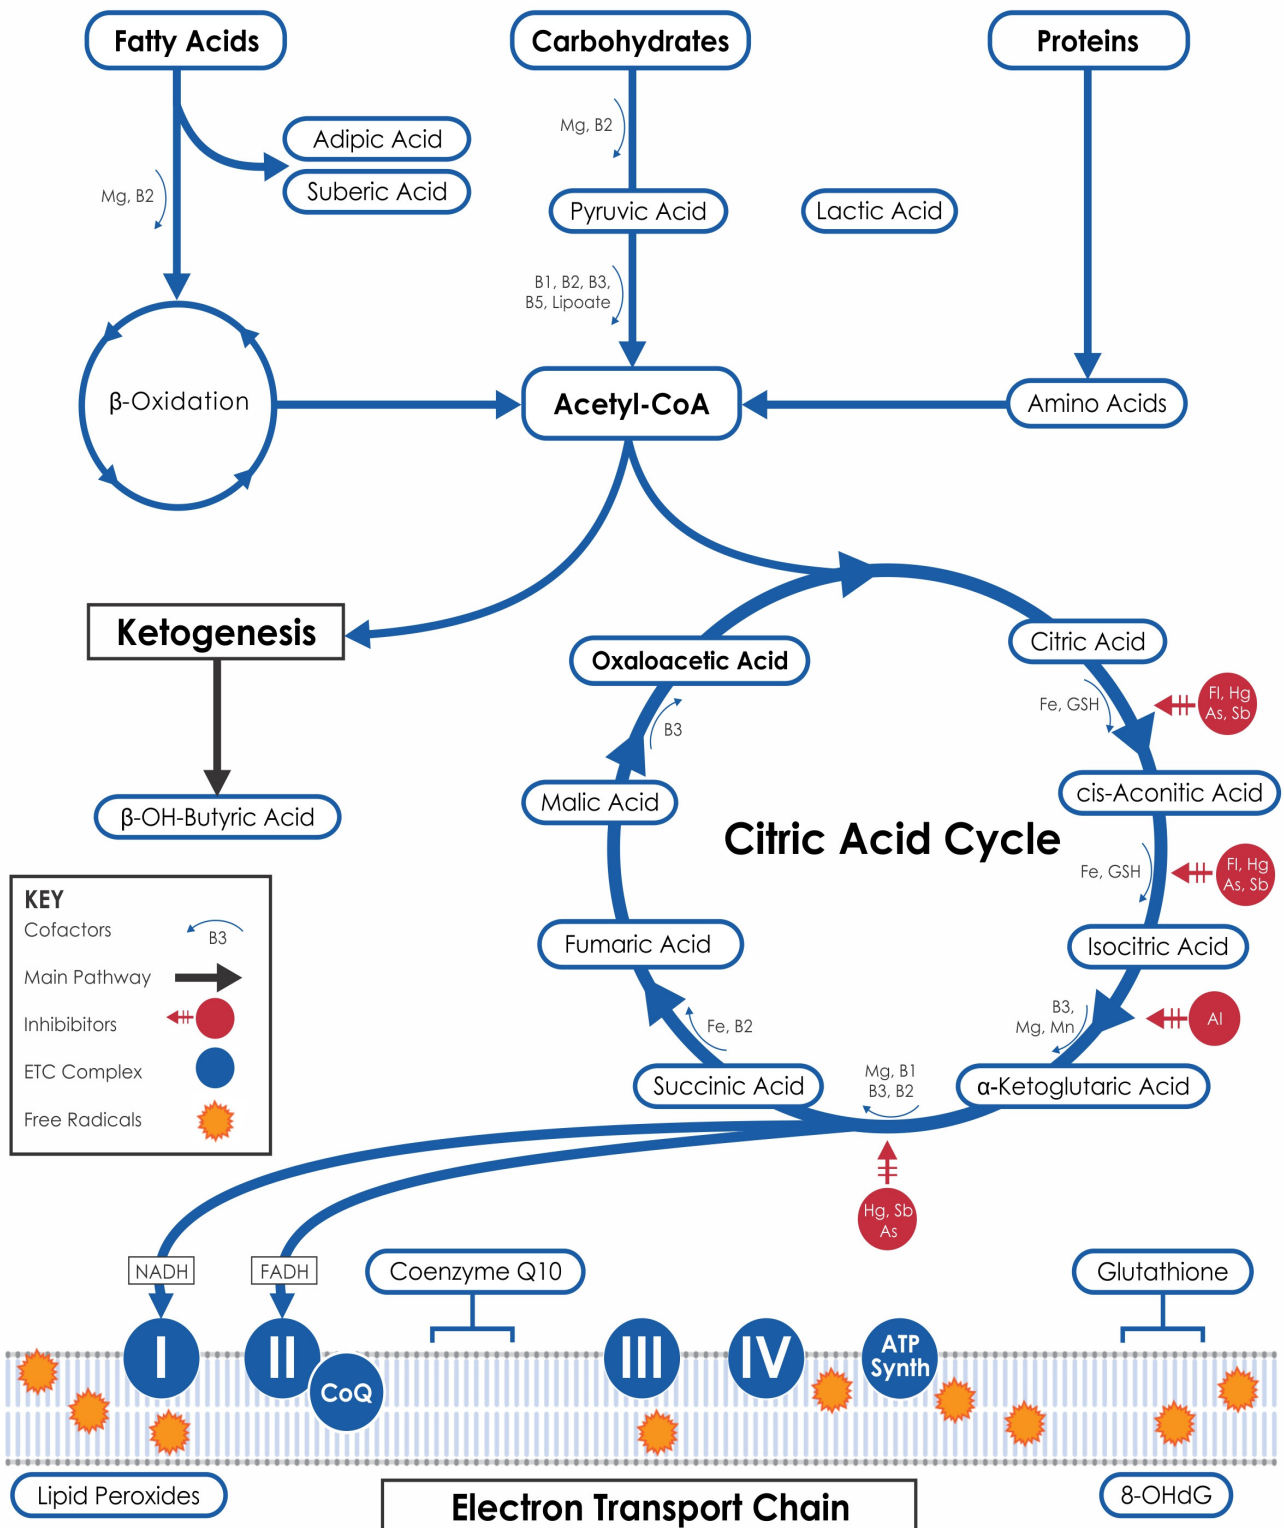 Fatty Acids
Carbohydrates
Proteins
Mg, B2
Adipic Acid
Mg, B2
Suberic Acid
Pyruvic Acid
Lactic Acid
B1, B2, B3,
B5, Lipoate
β-Oxidation
Acetyl-CoA
Amino Acids
Ketogenesis
Oxaloacetic Acid
Citric Acid
Fe, GSH
Fl, Hg
As, Sb
B3
β-OH-Butyric Acid
Malic Acid
cis-Aconitic Acid
Citric Acid Cycle
Fe, GSH
Fl, Hg
As, Sb
KEY
Cofactors
B3
Main Pathway
Inhibibitors
ETC Complex
Free Radicals
Fumaric Acid
Isocitric Acid
B3,
Mg, Mn
Al
Fe, B2
Succinic Acid
Mg, B1
B3, B2
α-Ketoglutaric Acid
Hg, Sb
As
NADH
FADH
Coenzyme Q10
Glutathione
I
II
CoQ
III
IV
ATP
Synth
Lipid Peroxides
Electron Transport Chain
8-OHdG